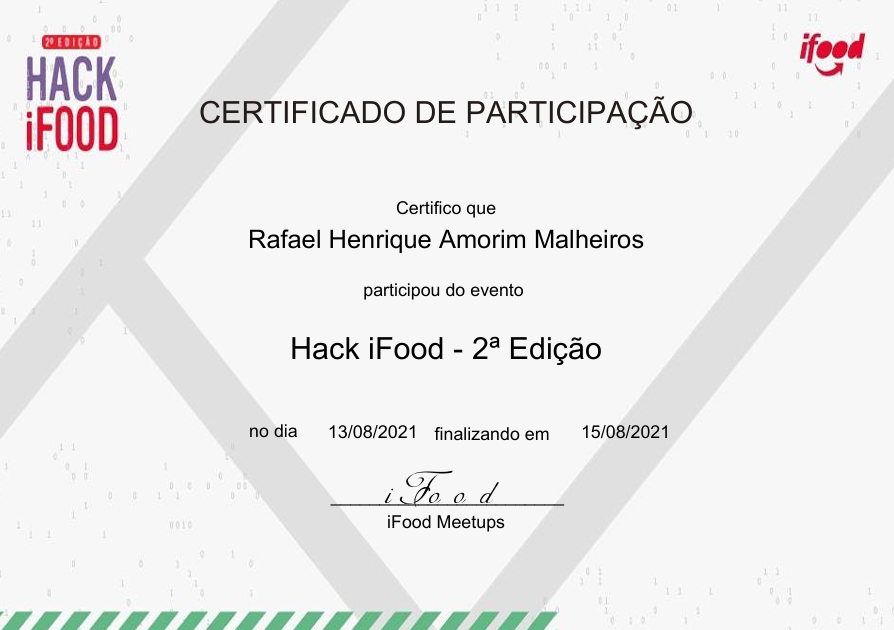 2ª EDIÇÃO
HACK
iFOOD
ifood
CERTIFICADO DE PARTICIPAÇÃO
Certifico que
Rafael Henrique Amorim Malheiros
participou do evento
Hack iFood - 2ª Edição
no dia 13/08/2021 finalizando em 15/08/2021
iFood
iFood Meetups